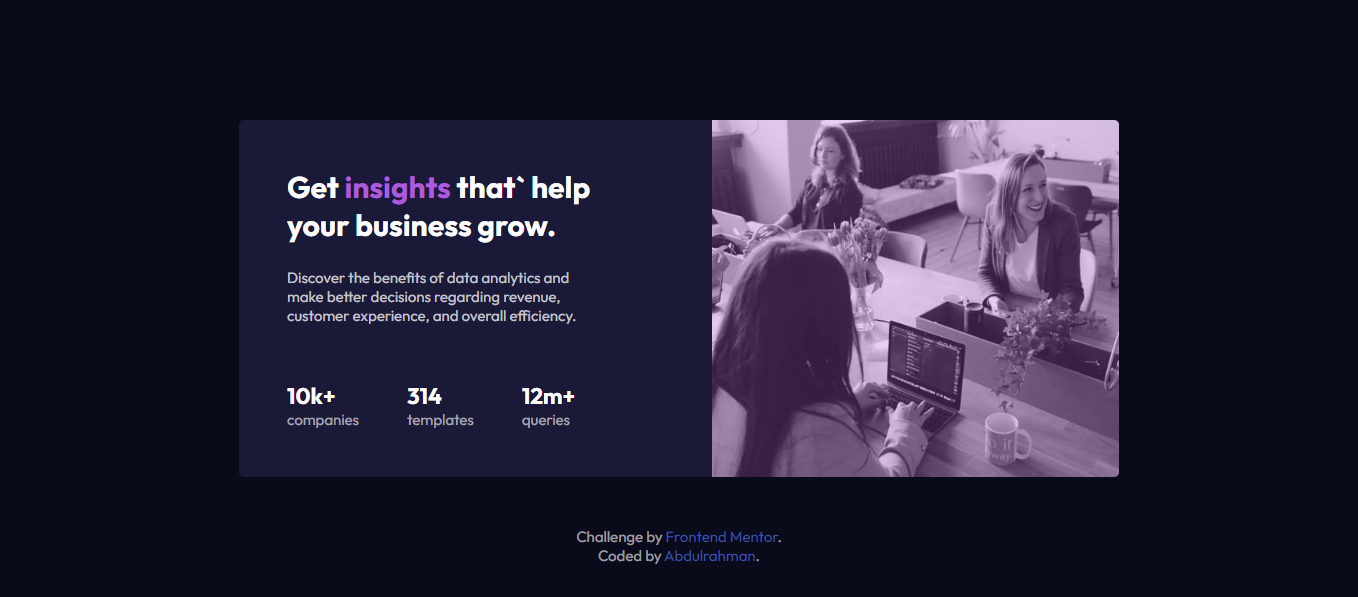 Get insights that` help
your business grow.
Discover the benefits of data analytics and
make better decisions regarding revenue,
customer experience, and overall efficiency.
10k+ 314 12m+
companies templates queries
Challenge by Frontend Mentor.
Coded by Abdulrahman.